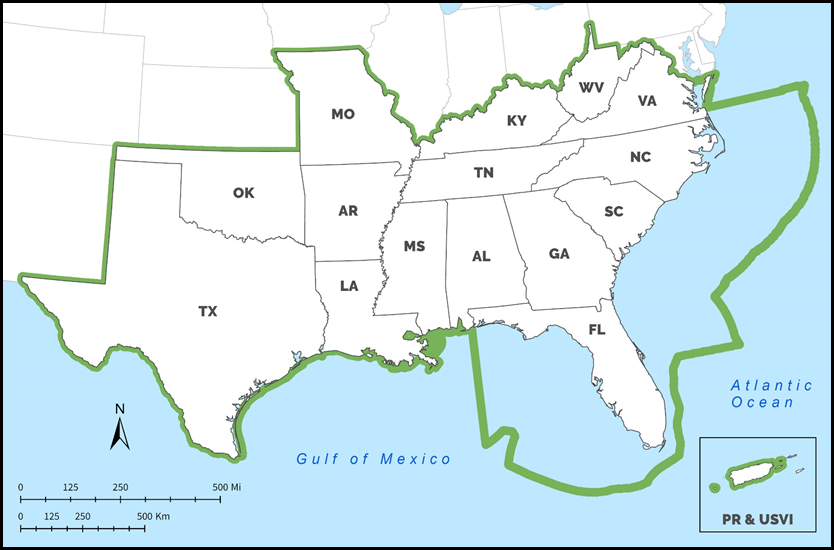 WV
MO
VA
KY
NC
TN
OK
AR
SC
MS
AL
GA
LA
TX
FL
Atlantic
Ocean
N
Gulf of Mexico
0 125 250 500 Mi
0 125 250 500 Km
PR & USVI